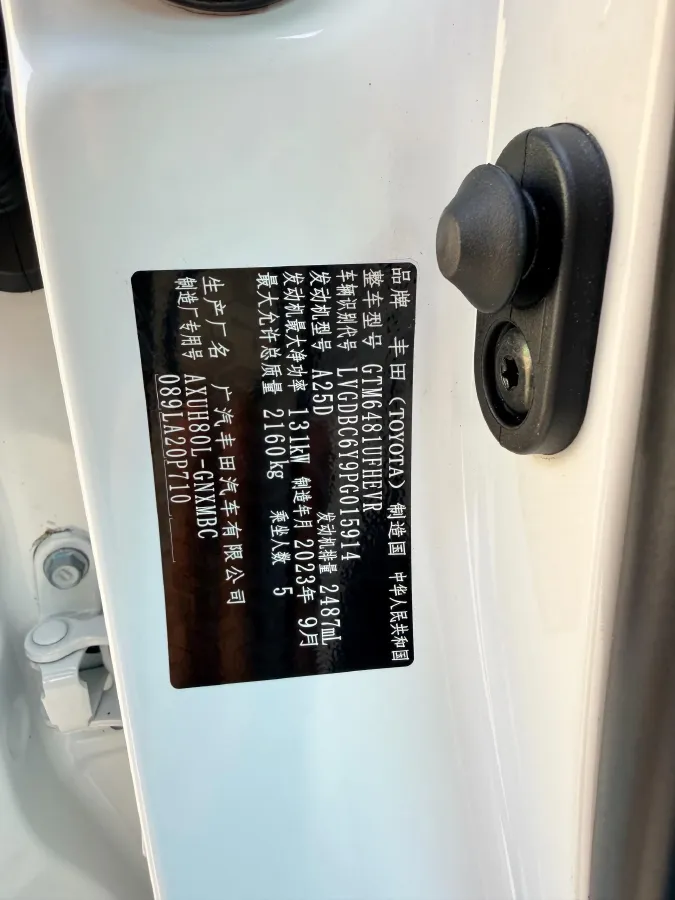 品牌 丰田(TOYOTA) 制造国 中华人民共和国
整车型号 GTM6481UFHEVR
车辆识别代号 LVGDBC6Y9PG015914
发动机型号 A25D 发动机排量 2487mL
发动机最大净功率 131kW 制造年月 2023年 9月
最大允许总质量 2160kg 乘坐人数 5
生产厂名 广汽丰田汽车有限公司
制造厂专用号 AXUH80L-GNXMBC
089LA20P710